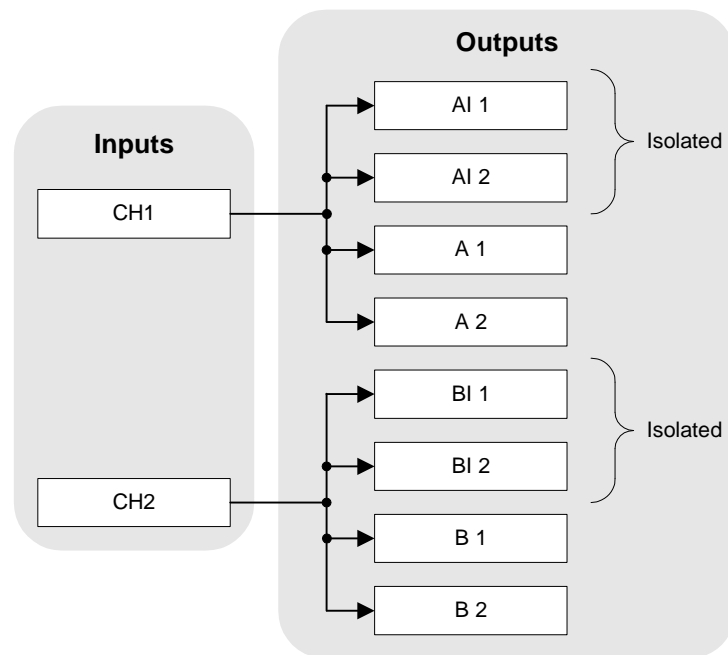 Inputs
CH1
CH2
Outputs
AI 1
AI 2
A 1
A 2
Isolated
BI 1
BI 2
B 1
B 2
Isolated